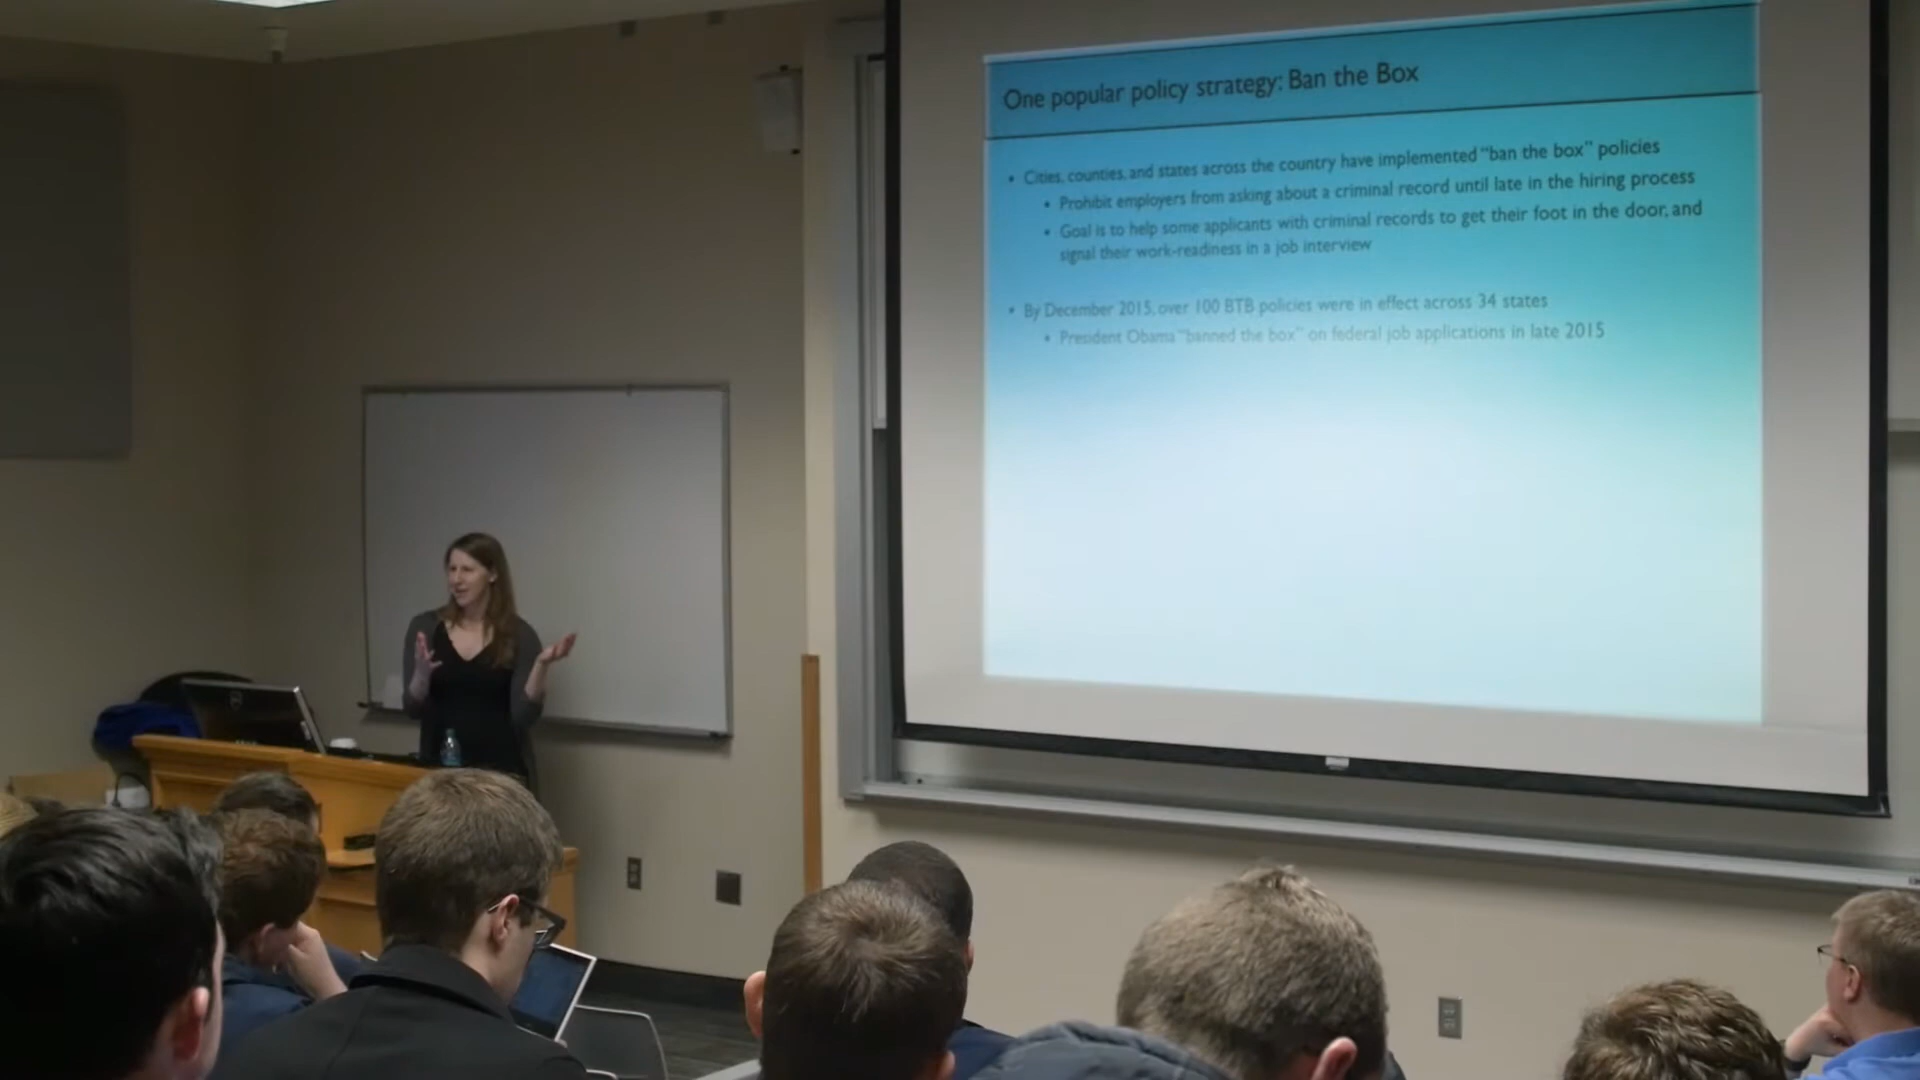 One popular policy strategy: Ban the Box
• Cities, counties, and states across the country have implemented “ban the box” policies
• Prohibit employers from asking about a criminal record until late in the hiring process
• Goal is to help some applicants with criminal records to get their foot in the door, and
signal their work-readiness in a job interview
• By December 2015, over 100 BTB policies were in effect across 34 states
• President Obama “banned the box” on federal job applications in late 2015